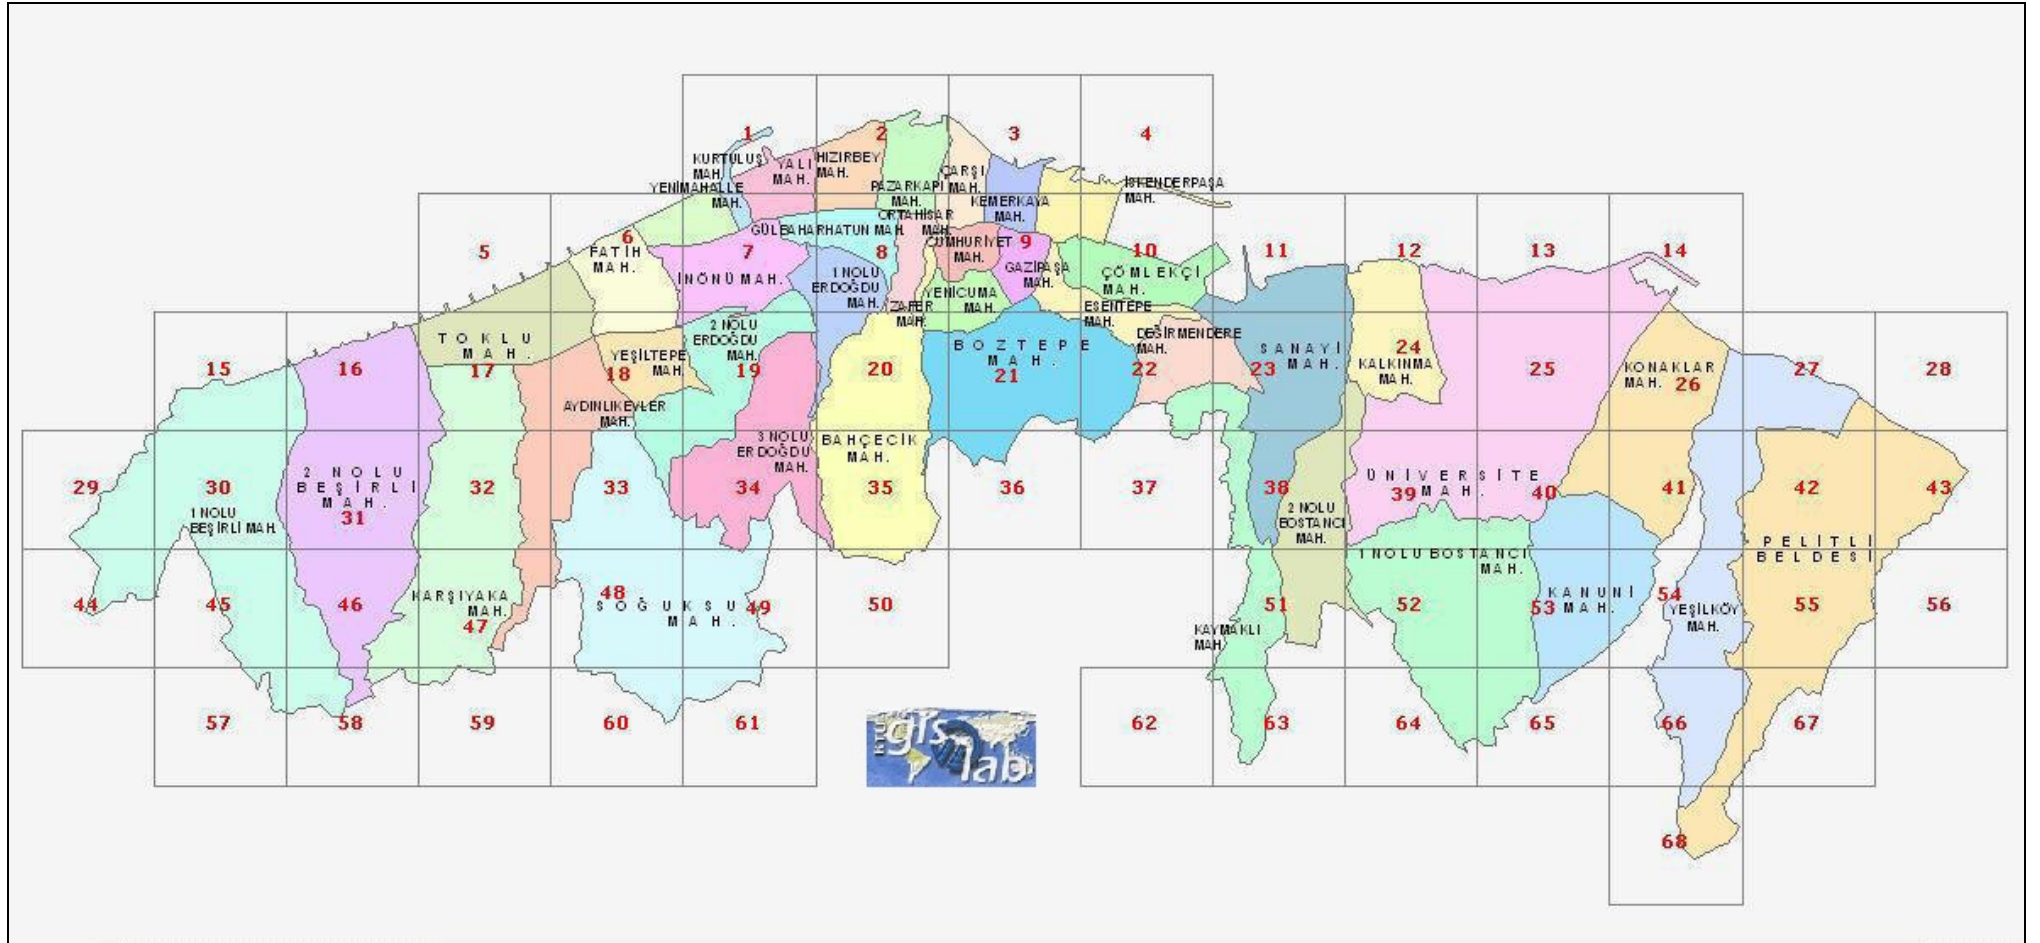 1
2
3
4
KURTULUŞ
MAH.
YALI
MAH.
HIZIRBEY
MAH.
PAZARKAPI
MAH.
ÇARŞI
MAH.
KEMERKAYA
MAH.
İSKENDERPAŞA
MAH.
YENİMAHALLE
MAH.
ORTAHİSAR
MAH.
GÜLBAHARHATUN MAH.
CUMHURİYET
MAH.
5
6
7
8
9
10
11
12
13
14
FATİH
MAH.
İNÖNÜ MAH.
1 NOLU
ERDOĞDU
MAH.
GAZİPAŞA
MAH.
ÇÖMLEKÇİ
MAH.
YENİCUMA
MAH.
ZAFER
MAH.
ESENTEPE
MAH.
TOKLU
MAH.
2 NOLU
ERDOĞDU
MAH.
YEŞİLTEPE
MAH.
BOZTEPE
MAH.
DEĞİRMENDERE
MAH.
SANAYİ
MAH.
KALKINMA
MAH.
KONAKLAR
MAH.
15
16
17
18
19
20
21
22
23
24
25
26
27
28
AYDINLIKEVLER
MAH.
3 NOLU
ERDOĞDU
MAH.
BAHÇECİK
MAH.
2 NOLU
BEŞİRLİ
MAH.
1 NOLU
BEŞİRLİ MAH.
ÜNİVERSİTE
MAH.
2 NOLU
BOSTANCI
MAH.
29
30
31
32
33
34
35
36
37
38
39
40
41
42
43
PELİTLİ
BELDESİ
1 NOLU BOSTANCI
MAH.
KARŞIYAKA
MAH.
SOĞUKSU
MAH.
KAYMAKLI
MAH.
KANUNİ
MAH.
YEŞİLKÖY
MAH.
44
45
46
47
48
49
50
51
52
53
54
55
56
57
58
59
60
61
62
63
64
65
66
67
KTU
gis
lab
68